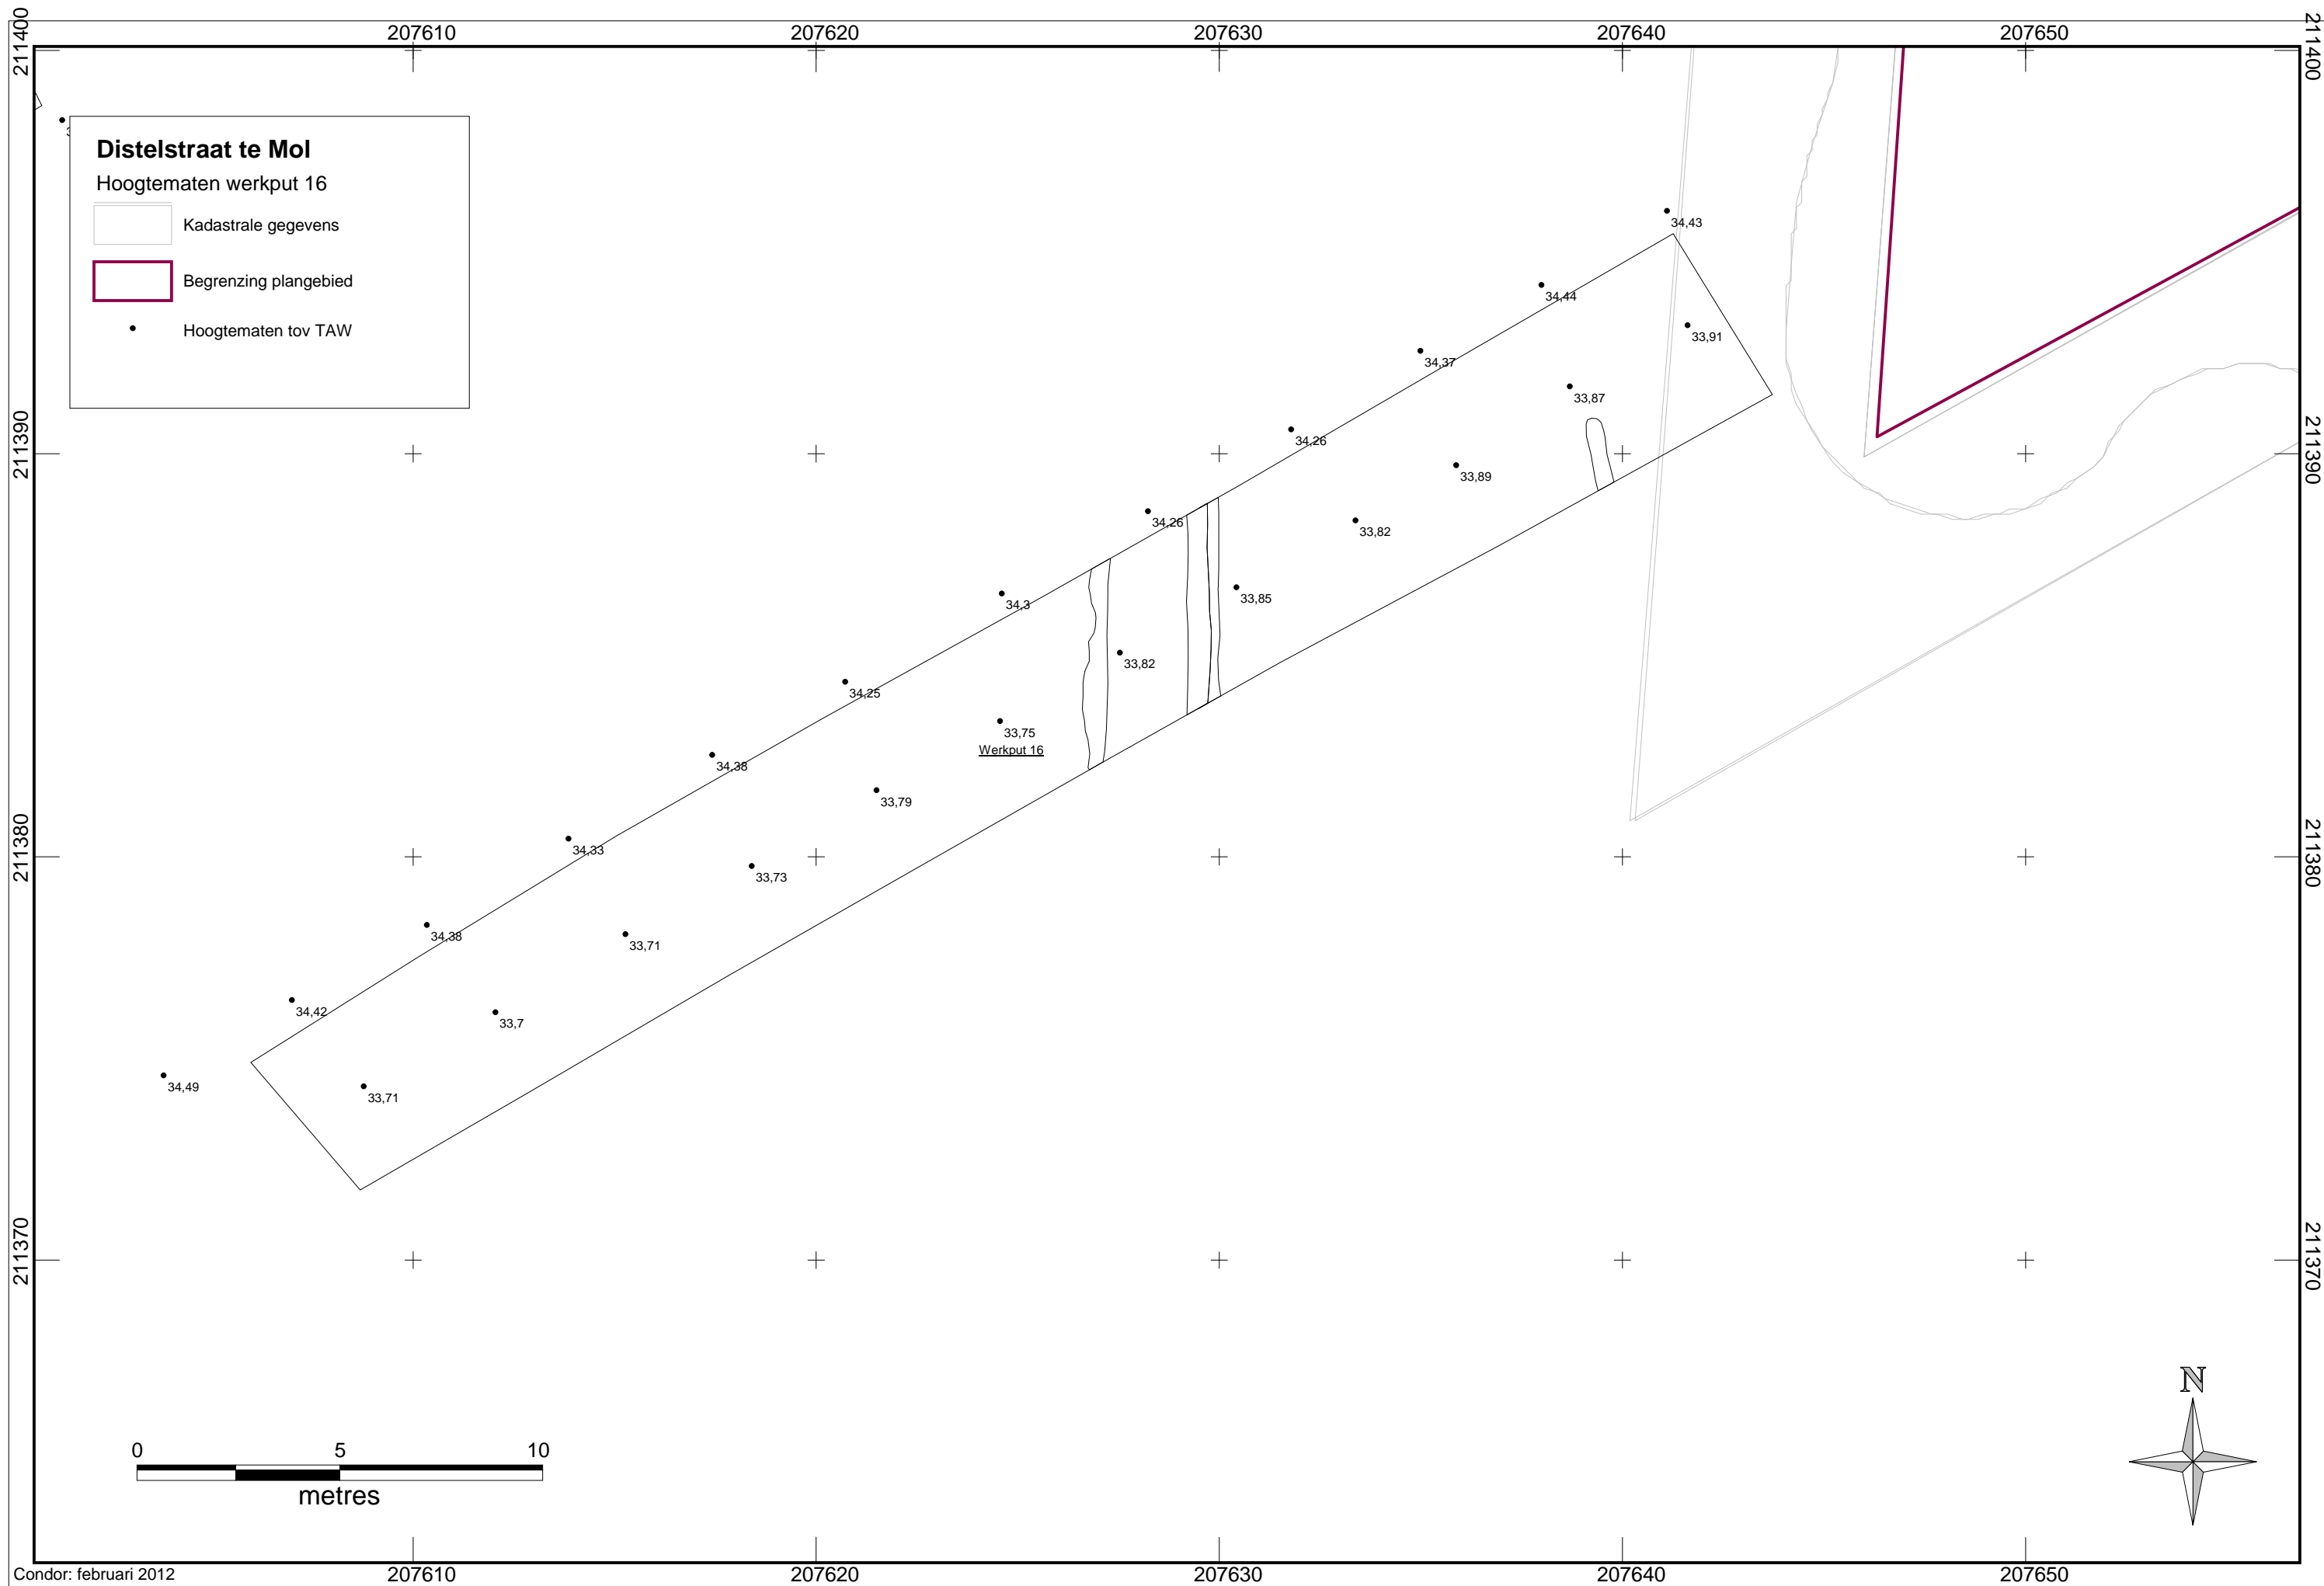 207610 207620 207630 207640 207650
211400 211400
Distelstraat te Mol
Hoogtematen werkput 16
Kadastrale gegevens
Begrenzing plangebied
Hoogtematen tov TAW
34,43
34,44
33,91
34,37
33,87
34,26
211390 211390
33,89
34,26
33,82
33,85
34,3
33,82
34,25
33,75
Werkput 16
34,38
33,79
34,33
211380 211380
33,73
34,38
33,71
34,42
33,7
34,49
33,71
211370 211370
N
0 5 10
metres
Condor: februari 2012
207610 207620 207630 207640 207650